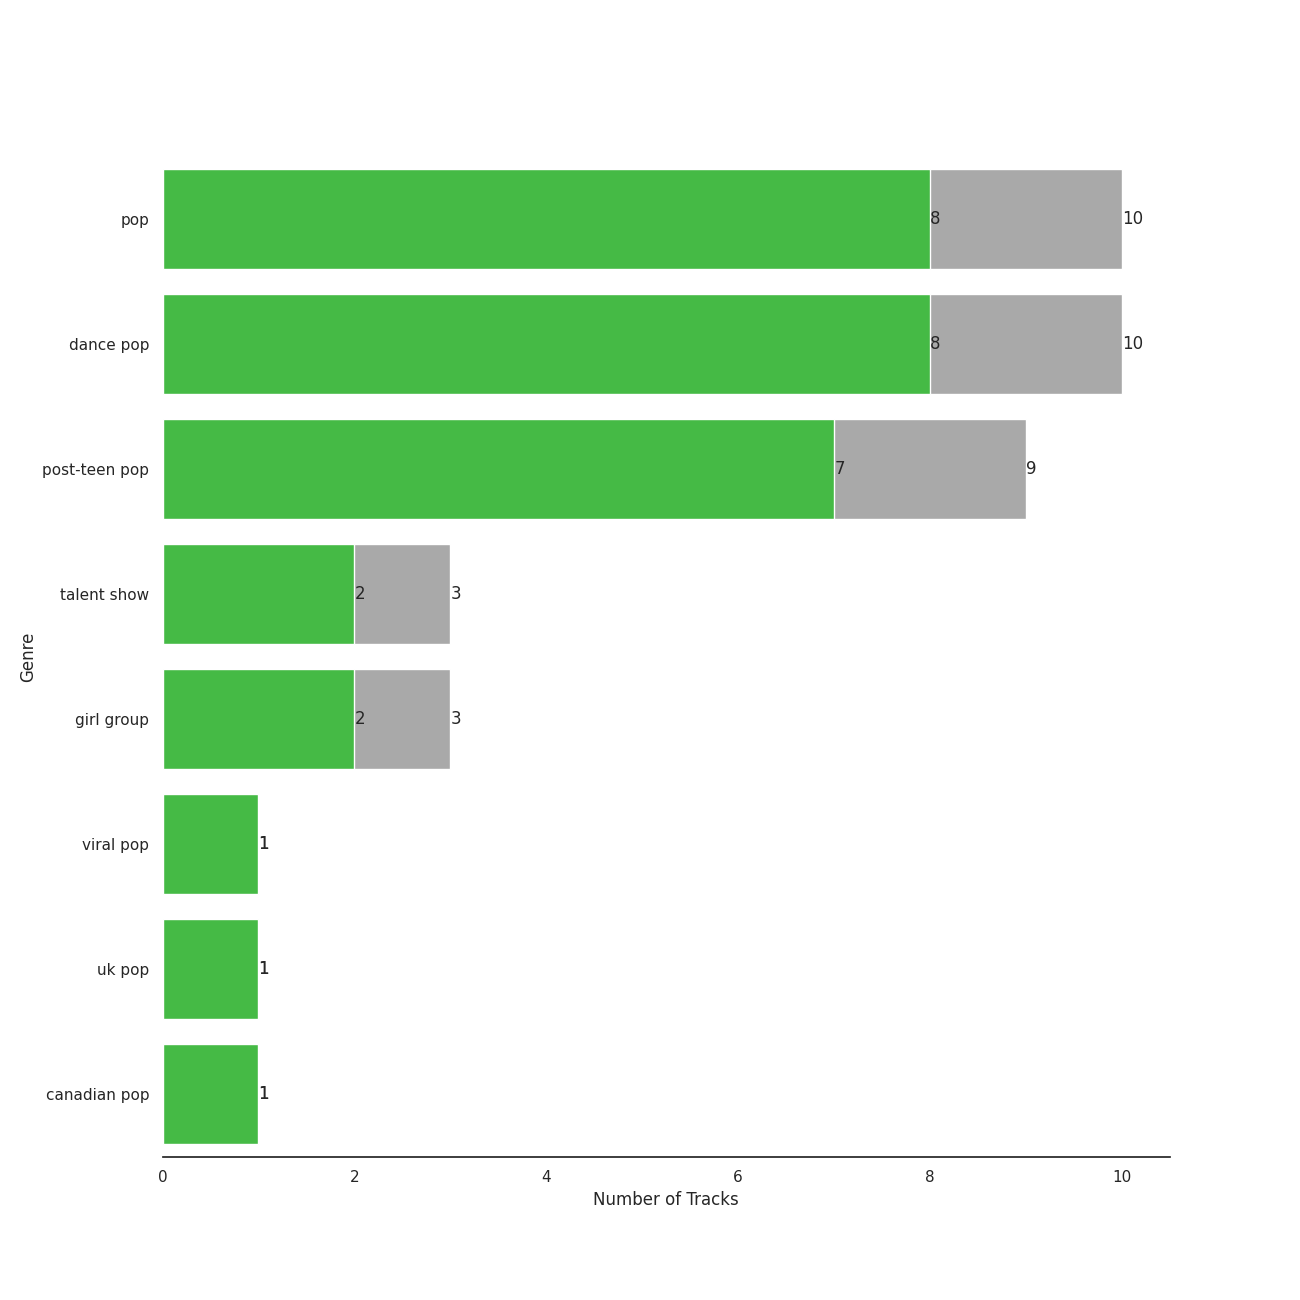 pop 8 10
dance pop 8 10
post-teen pop 7 9
talent show 2 3
Genre
girl group 2 3
viral pop 1
uk pop 1
canadian pop 1
0 2 4 6 8 10
Number of Tracks